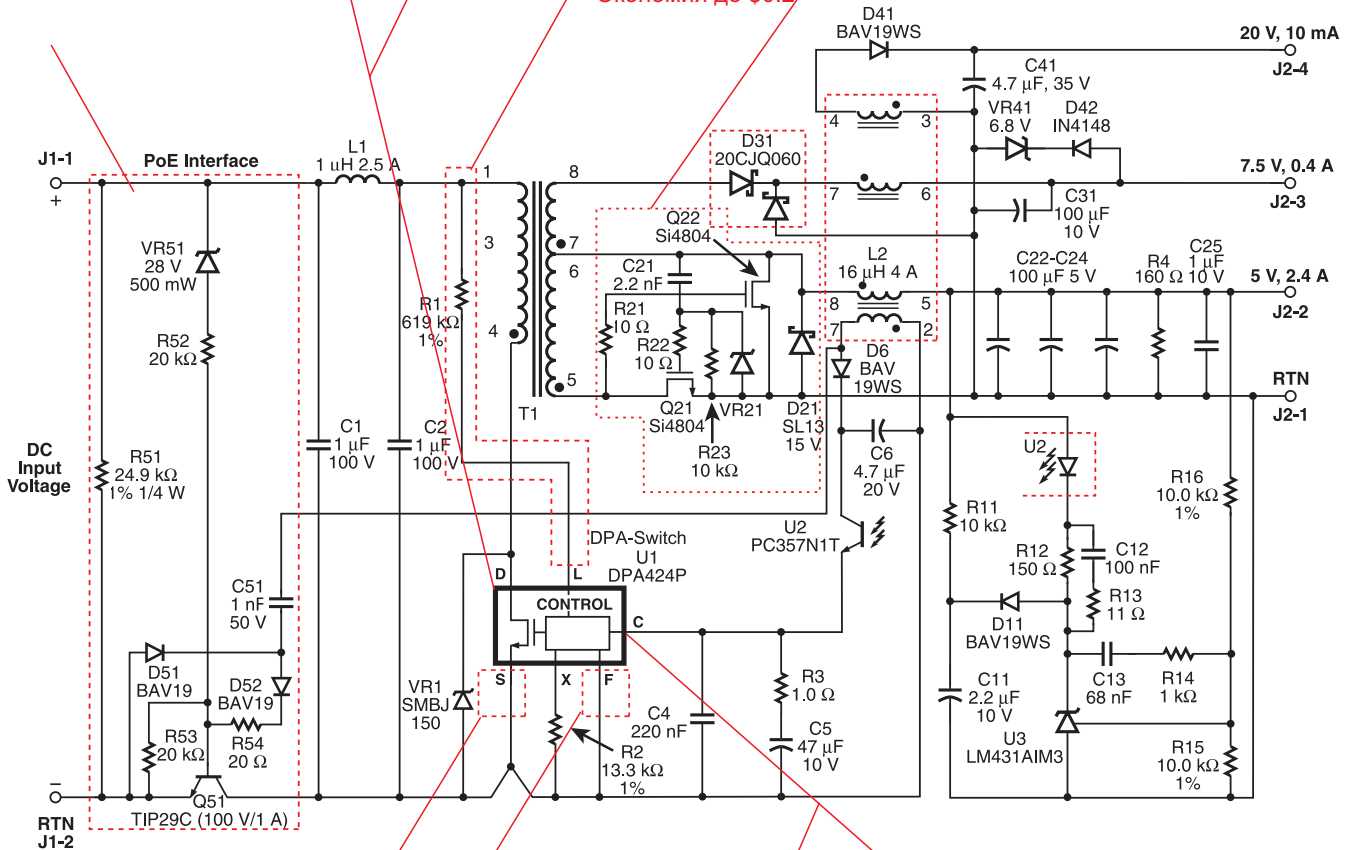 Экономия до $0.2
D41
BAV19WS
20 V, 10 mA
J2-4
C41
4.7 µF, 35 V
4
3
VR41
6.8 V
D42
IN4148
J1-1
+
PoE Interface
L1
1 µH 2.5 A
1
8
D31
20CJQ060
7
6
7.5 V, 0.4 A
J2-3
C31
100 µF
10 V
VR51
28 V
500 mW
3
Q22
Si4804
7
6
C21
2.2 nF
L2
16 µH 4 A
C22-C24
100 µF 5 V
R4
160 Ω
C25
1 µF
10 V
5 V, 2.4 A
J2-2
R1
619 kΩ
1%
4
R21
10 Ω
R22
10 Ω
8
5
7
2
R52
20 kΩ
5
D6
BAV
19WS
RTN
J2-1
T1
Q21
Si4804
VR21
D21
SL13
15 V
R23
10 kΩ
C1
1 µF
100 V
C2
1 µF
100 V
DC
Input
Voltage
R51
24.9 kΩ
1% 1/4 W
C6
4.7 µF
20 V
U2
R16
10.0 kΩ
1%
R11
10 kΩ
U2
PC357N1T
R12
150 Ω
C12
100 nF
R13
11 Ω
DPA-Switch
U1
DPA424P
D
L
CONTROL
C
S
X
F
C51
1 nF
50 V
D11
BAV19WS
D51
BAV19
D52
BAV19
VR1
SMBJ
150
R3
1.0 Ω
C13
68 nF
R14
1 kΩ
C11
2.2 µF
10 V
C4
220 nF
C5
47 µF
10 V
R53
20 kΩ
R54
20 Ω
R2
13.3 kΩ
1%
U3
LM431AIM3
R15
10.0 kΩ
1%
–
RTN
J1-2
Q51
TIP29C (100 V/1 A)